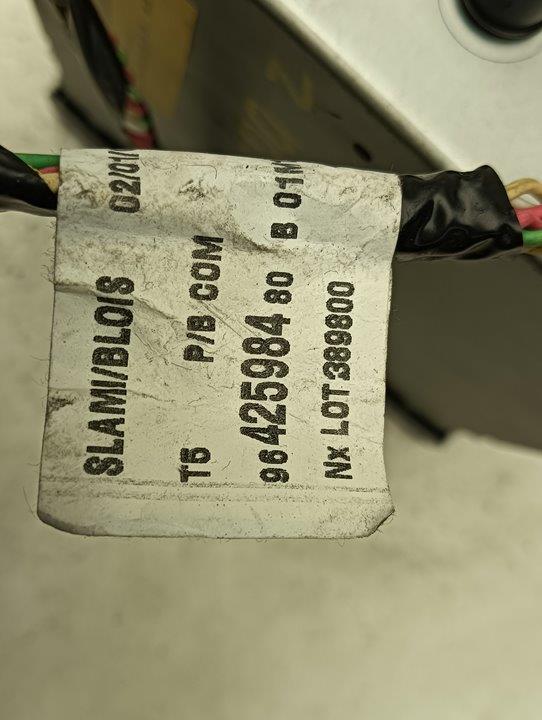 SLAMI/BLOIS 02/01/
T5 P/B COM
96 425984 80 B 01
Nx LOT:389800